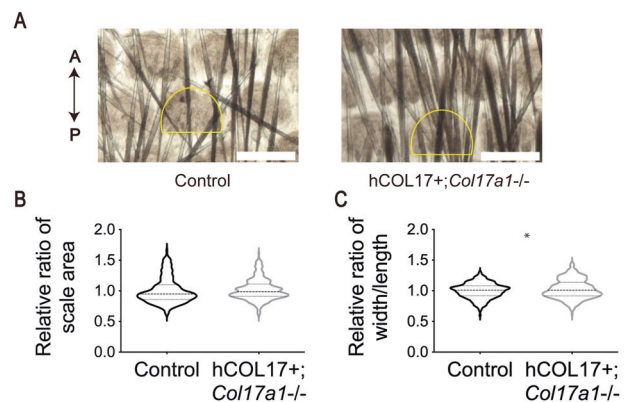 A
A
P
Control
hCOL17+;Col17a1-/-
B
Relative ratio of
scale area
2.0
1.5
1.0
0.5
0.0
Control
hCOL17+;
Col17a1-/-
C
Relative ratio of
width/length
2.0
1.5
1.0
0.5
0.0
*
Control
hCOL17+;
Col17a1-/-